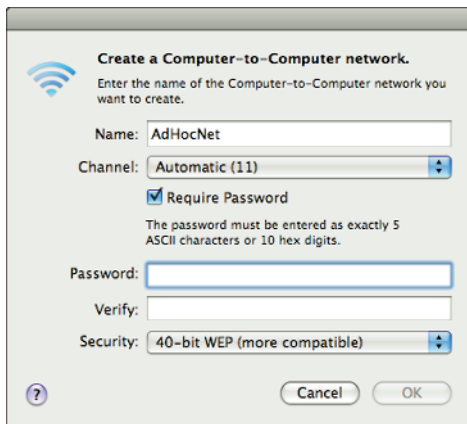 Create a Computer-to-Computer network.
Enter the name of the Computer-to-Computer network you
want to create.
Name: AdHocNet
Channel: Automatic (11)
Require Password
The password must be entered as exactly 5
ASCII characters or 10 hex digits.
Password:
Verify:
Security: 40-bit WEP (more compatible)
? Cancel OK